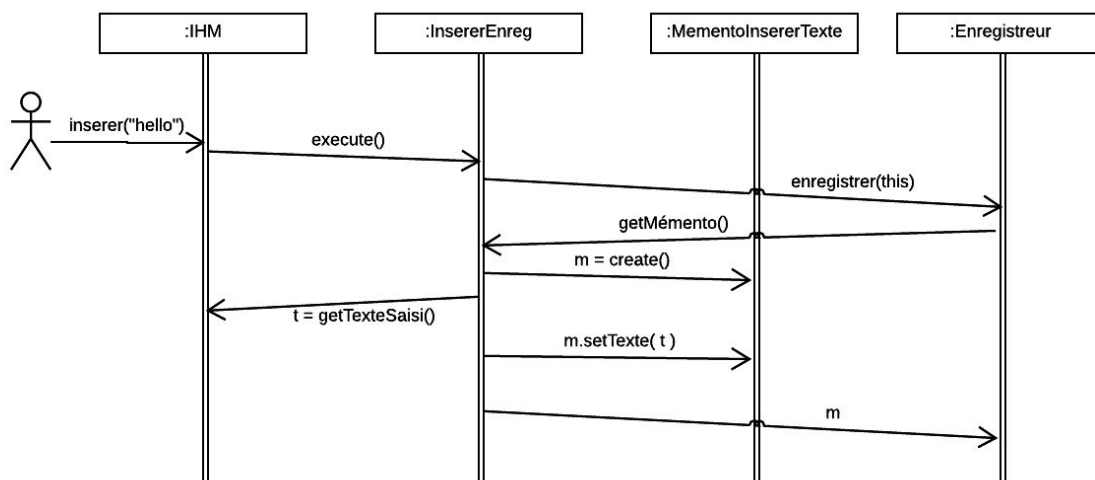 :IHM
:InsererEnreg
:MementoInsererTexte
:Enregistreur
inserer("hello")
execute()
enregistrer(this)
getMémento()
m = create()
t = getTexteSaisi()
m.setTexte( t )
m